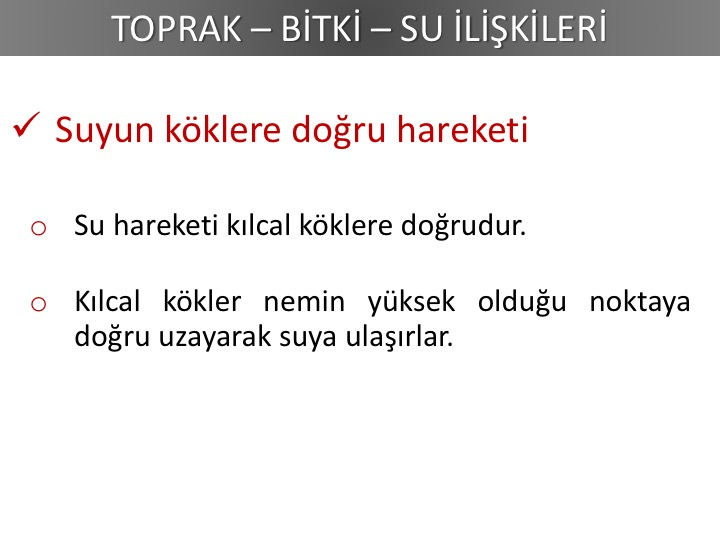 TOPRAK – BİTKİ – SU İLİŞKİLERİ
✓ Suyun köklere doğru hareketi
o Su hareketi kılcal köklere doğrudur.
o Kılcal kökler nemin yüksek olduğu noktaya
doğru uzayarak suya ulaşırlar.